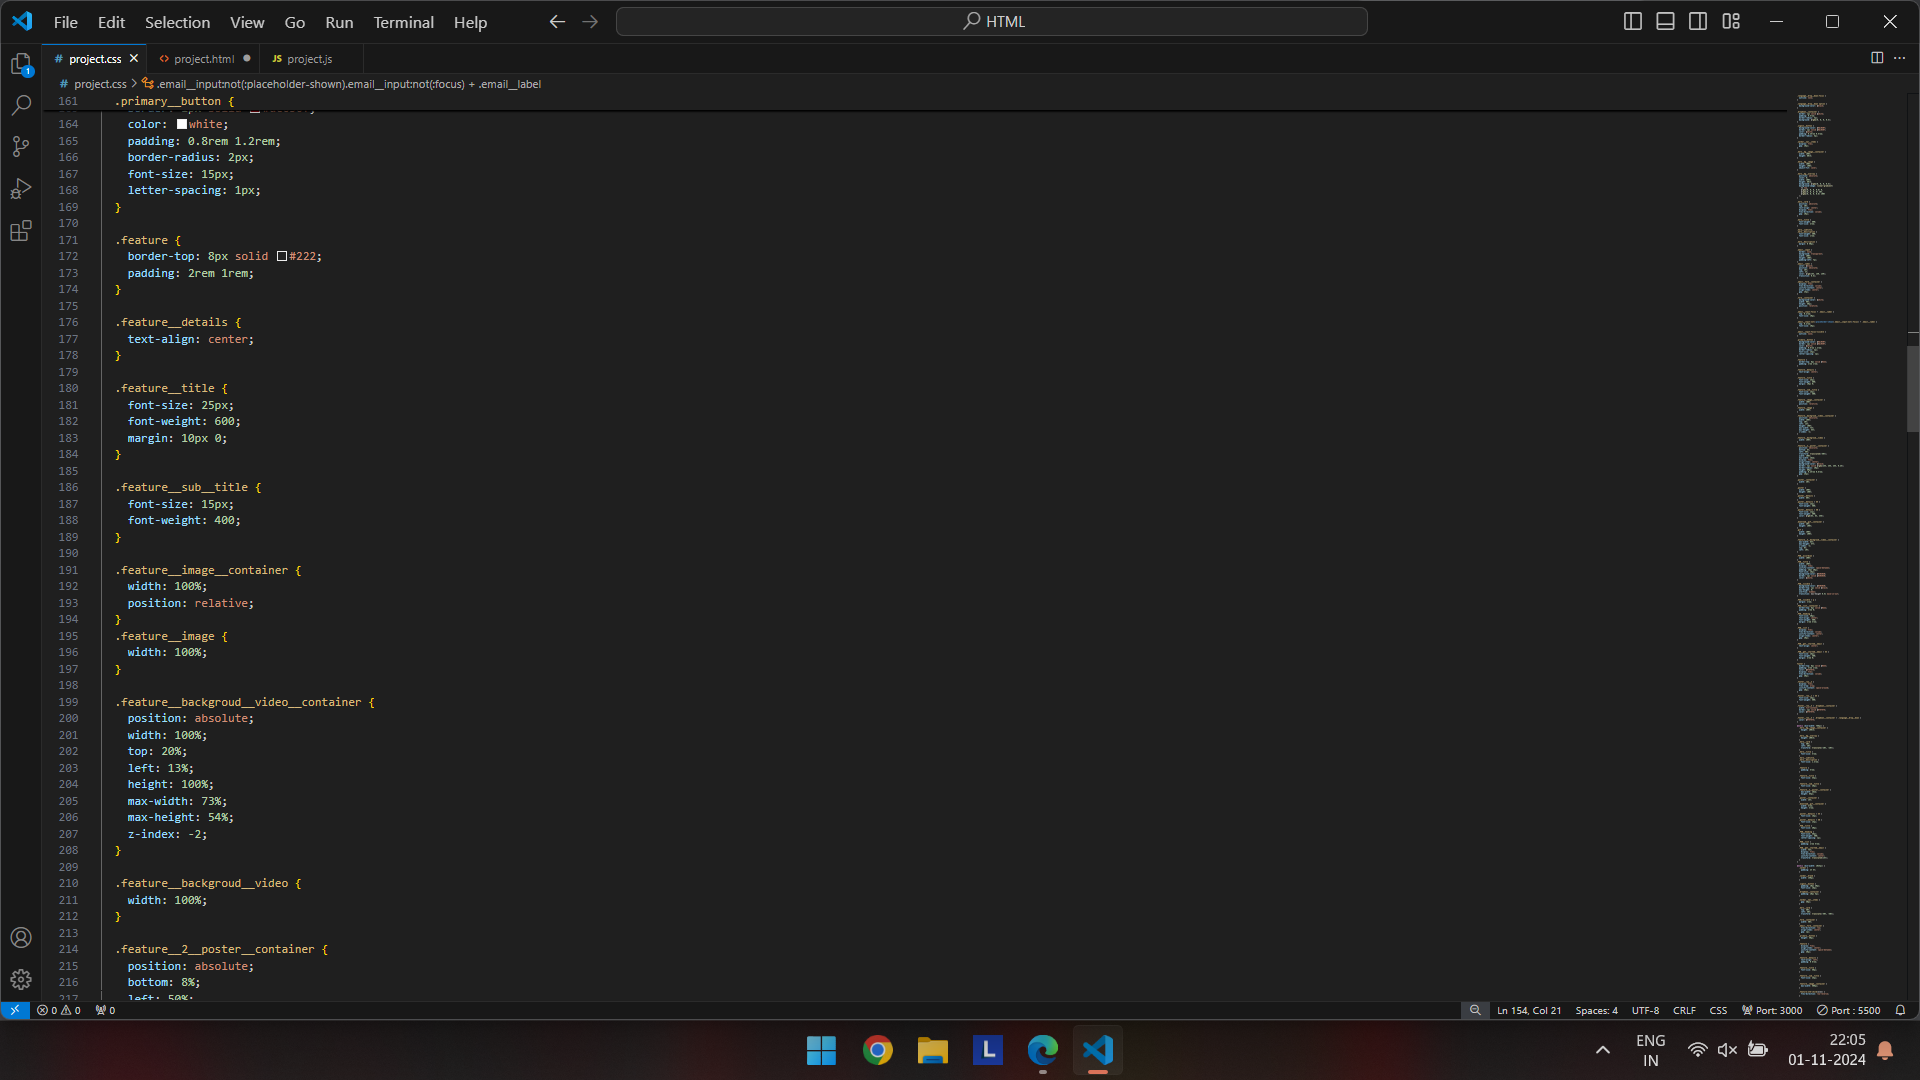 File Edit Selection View Go Run Terminal Help
HTML
# project.css
<> project.html
JS project.js
# project.css > .email__input:not(:placeholder-shown).email__input:not(:focus) + .email__label
161 .primary__button {
164 color: white;
165 padding: 0.8rem 1.2rem;
166 border-radius: 2px;
167 font-size: 15px;
168 letter-spacing: 1px;
169 }
170
171 .feature {
172 border-top: 8px solid #222;
173 padding: 2rem 1rem;
174 }
175
176 .feature__details {
177 text-align: center;
178 }
179
180 .feature__title {
181 font-size: 25px;
182 font-weight: 600;
183 margin: 10px 0;
184 }
185
186 .feature__sub__title {
187 font-size: 15px;
188 font-weight: 400;
189 }
190
191 .feature__image__container {
192 width: 100%;
193 position: relative;
194 }
195 .feature__image {
196 width: 100%;
197 }
198
199 .feature__backgroud__video__container {
200 position: absolute;
201 width: 100%;
202 top: 20%;
203 left: 13%;
204 height: 100%;
205 max-width: 73%;
206 max-height: 54%;
207 z-index: -2;
208 }
209
210 .feature__backgroud__video {
211 width: 100%;
212 }
213
214 .feature__2__poster__container {
215 position: absolute;
216 bottom: 8%;
217 left: 50%;
1
0 0 0
Ln 154, Col 21 Spaces: 4 UTF-8 CRLF CSS Port: 3000 Port : 5500
L
ENG
IN
22:05
01-11-2024